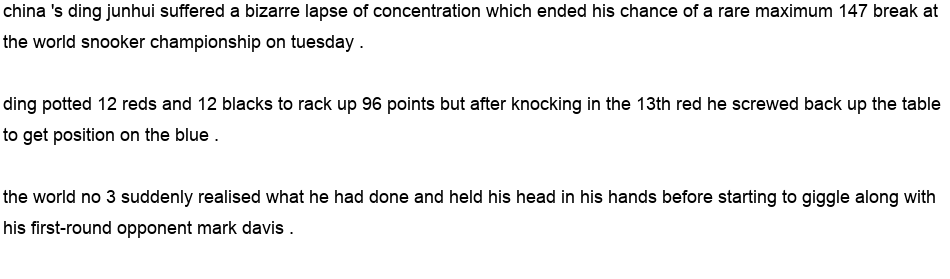 china 's ding junhui suffered a bizarre lapse of concentration which ended his chance of a rare maximum 147 break at
the world snooker championship on tuesday .
ding potted 12 reds and 12 blacks to rack up 96 points but after knocking in the 13th red he screwed back up the table
to get position on the blue .
the world no 3 suddenly realised what he had done and held his head in his hands before starting to giggle along with
his first-round opponent mark davis .